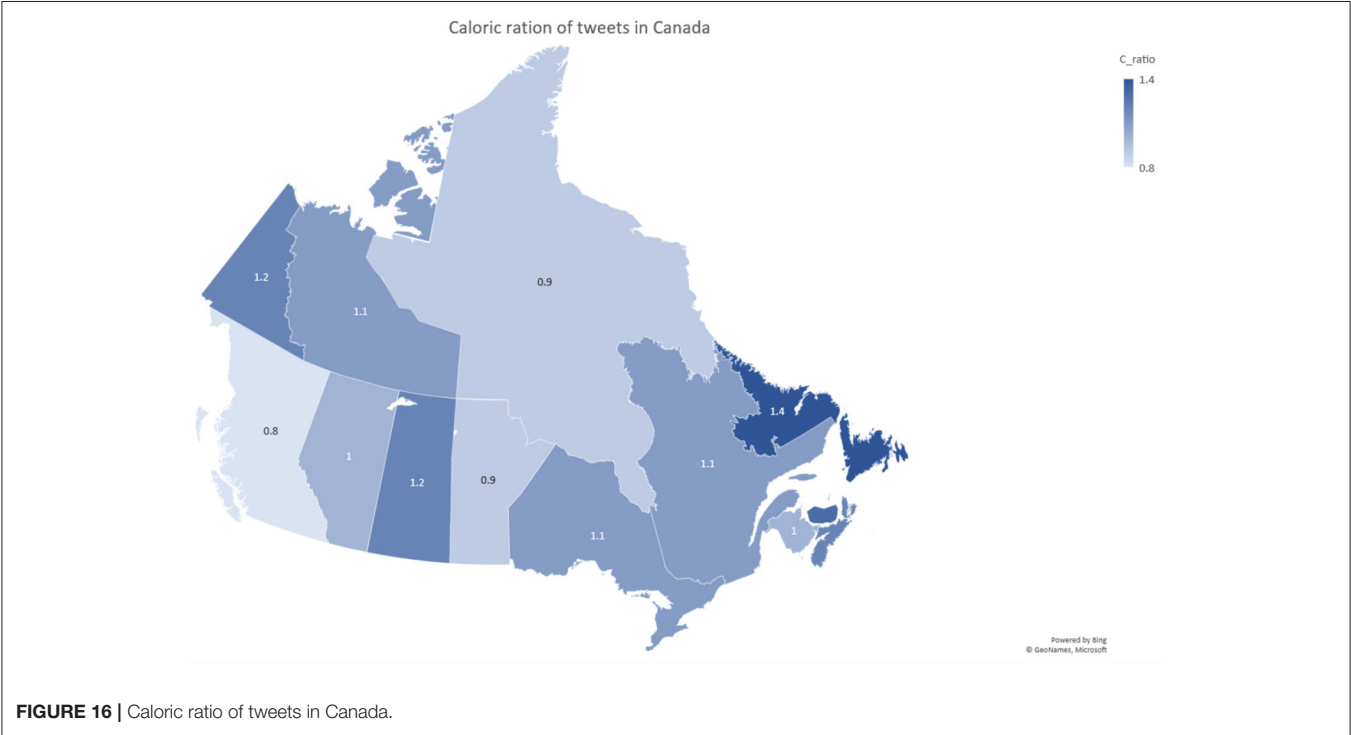 Caloric ration of tweets in Canada
C_ratio
1.4
0.8
1.2
1.1
0.9
0.8
1
1.2
0.9
1.1
1.1
1.4
1
Powered by Bing
© GeoNames, Microsoft
FIGURE 16 | Caloric ratio of tweets in Canada.